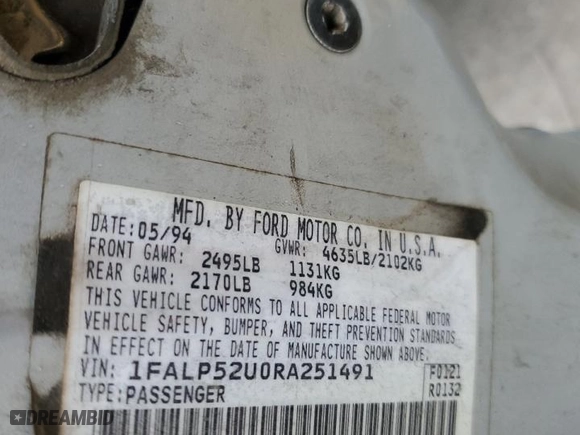 MFD. BY FORD MOTOR CO. IN U.S.A.
DATE: 05/94 GVWR: 4635LB/2102KG
FRONT GAWR: 2495LB 1131KG
REAR GAWR: 2170LB 984KG
THIS VEHICLE CONFORMS TO ALL APPLICABLE FEDERAL MOTOR
VEHICLE SAFETY, BUMPER, AND THEFT PREVENTION STANDARDS
IN EFFECT ON THE DATE OF MANUFACTURE SHOWN ABOVE.
VIN: 1FALP52U0RA251491 F0121
TYPE: PASSENGER R0132
DREAMBID